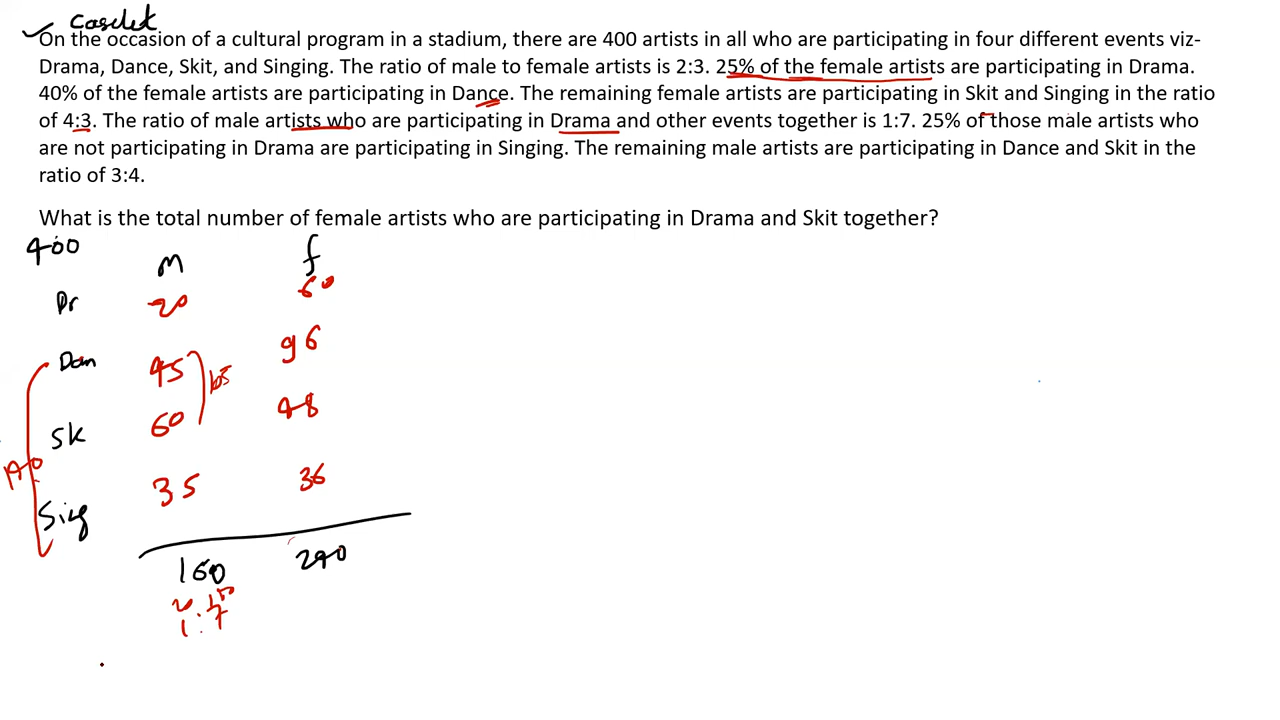 Caselet
On the occasion of a cultural program in a stadium, there are 400 artists in all who are participating in four different events viz-
Drama, Dance, Skit, and Singing. The ratio of male to female artists is 2:3. 25% of the female artists are participating in Drama.
40% of the female artists are participating in Dance. The remaining female artists are participating in Skit and Singing in the ratio
of 4:3. The ratio of male artists who are participating in Drama and other events together is 1:7. 25% of those male artists who
are not participating in Drama are participating in Singing. The remaining male artists are participating in Dance and Skit in the
ratio of 3:4.
What is the total number of female artists who are participating in Drama and Skit together?
400
M f
Dr 20 60
Dan 45 96
105
Sk 60 48
140
Sing 35 36
160 240
20 140
1:7